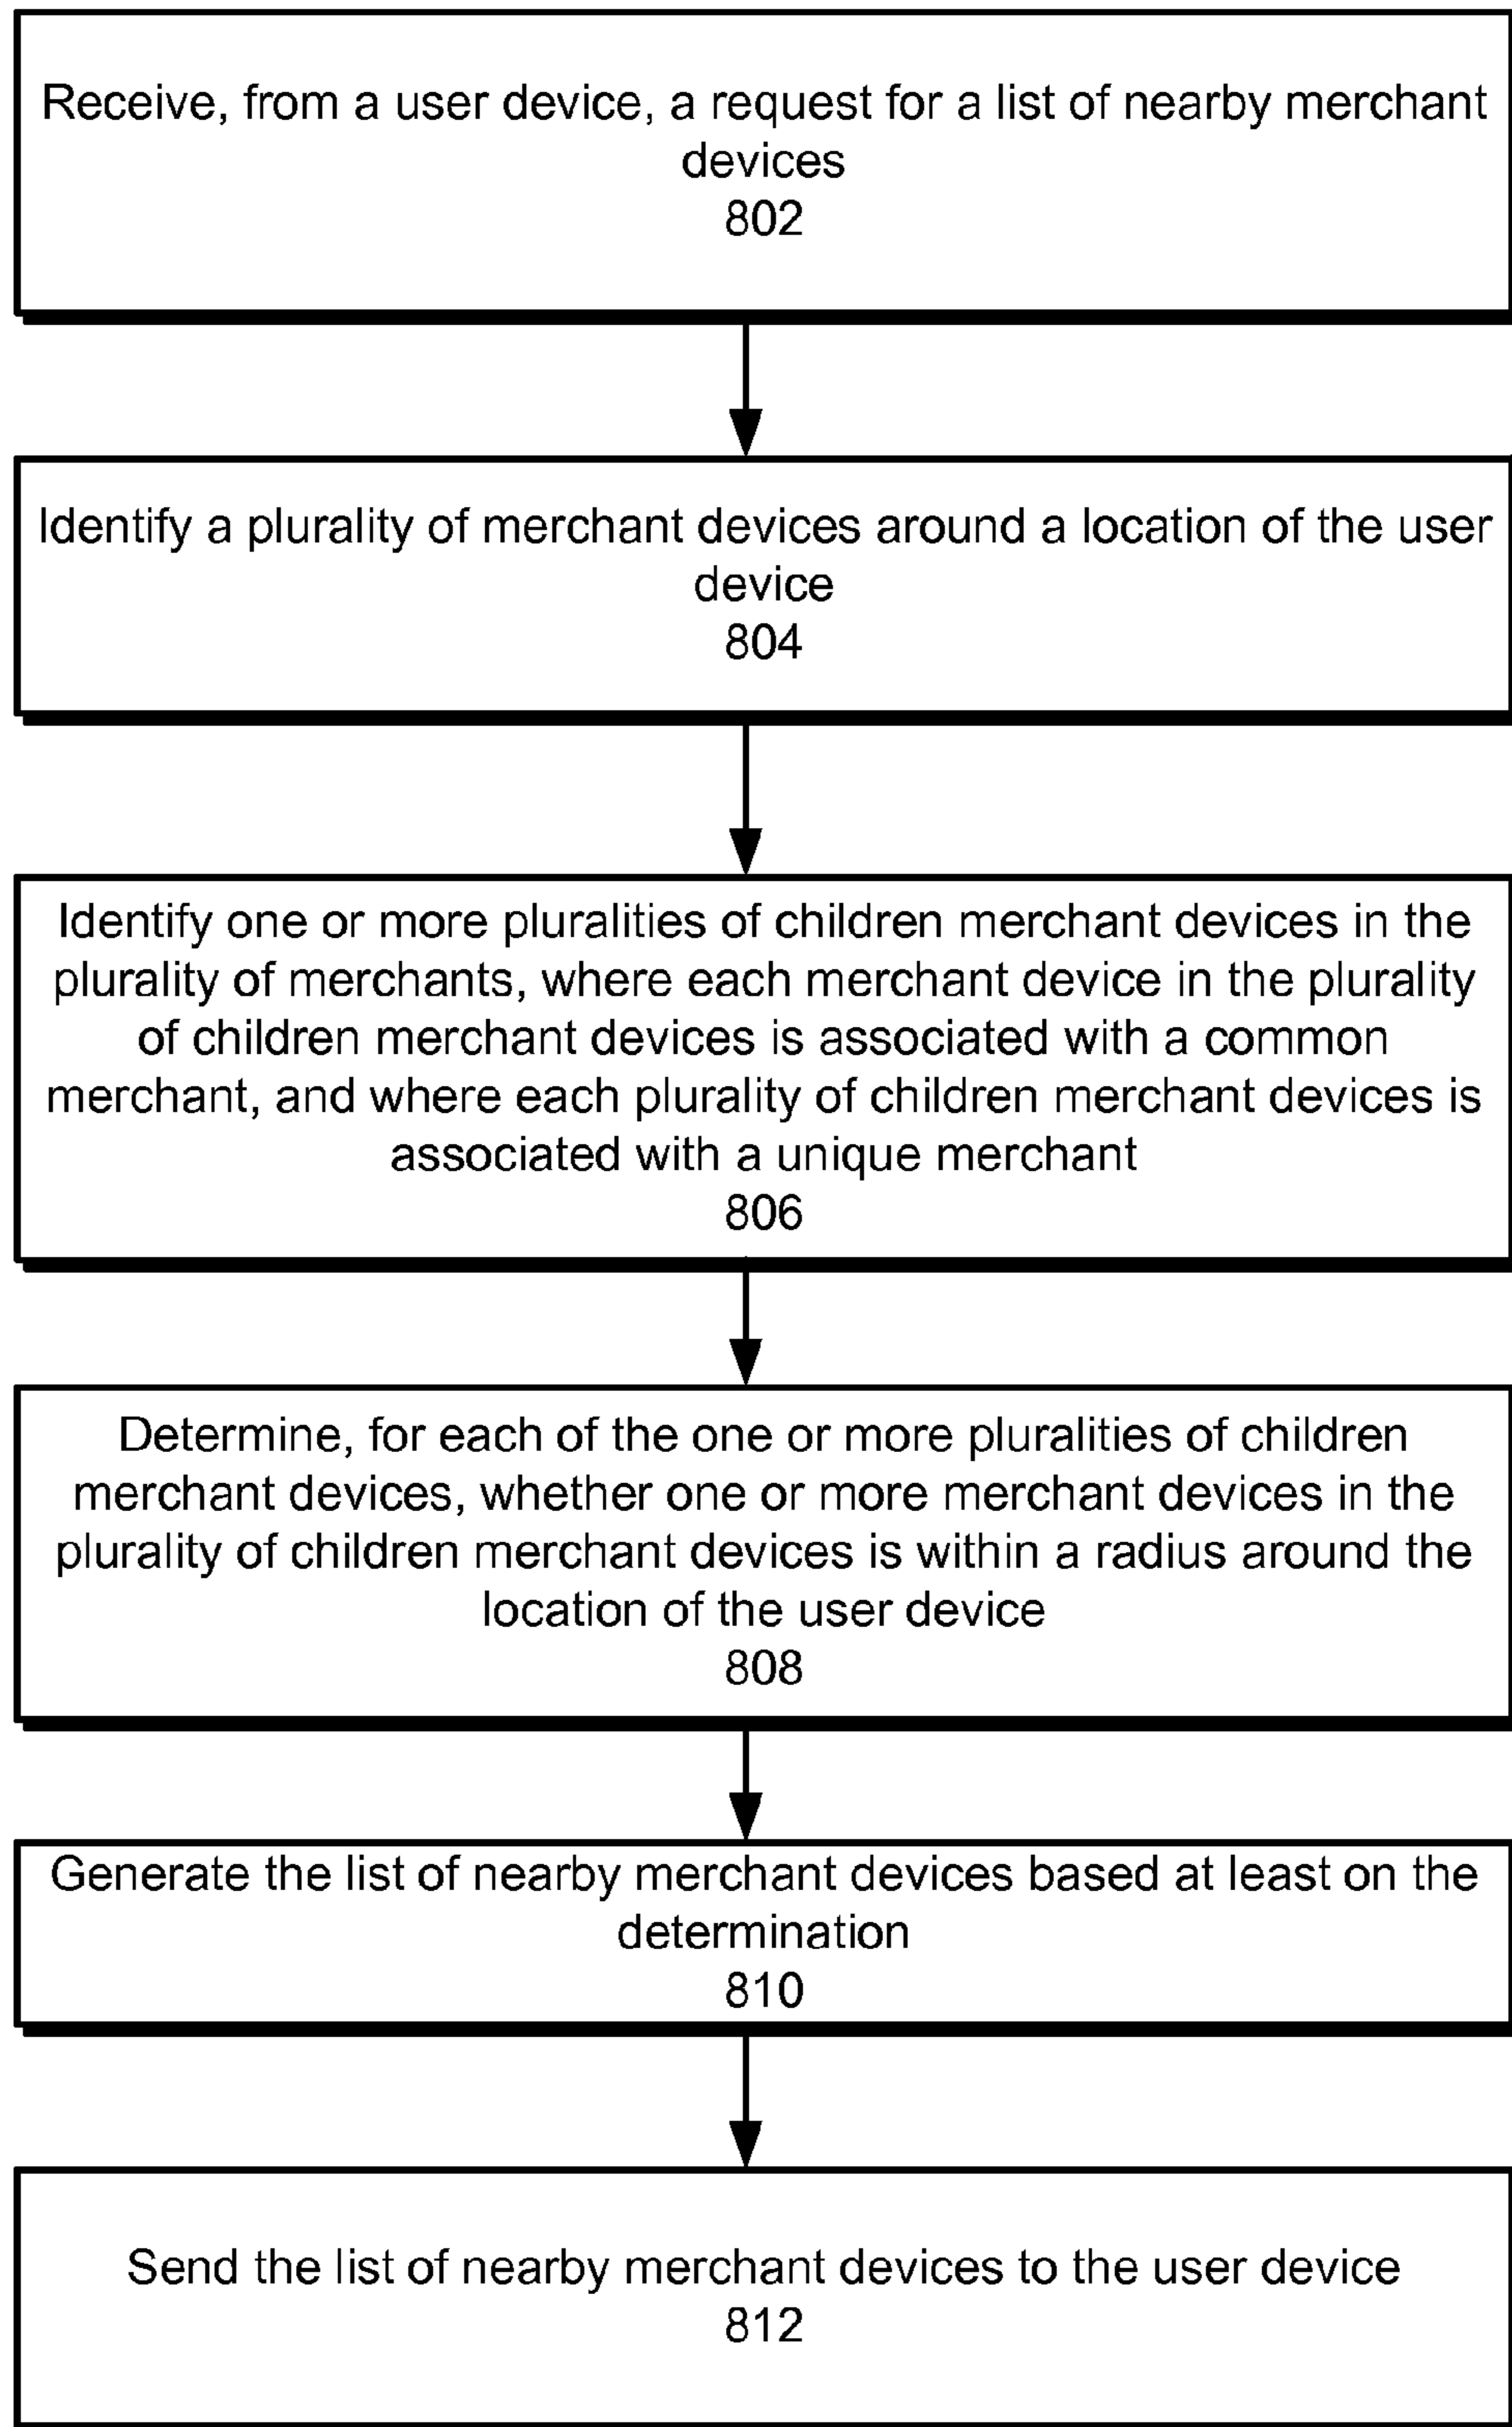 Receive, from a user device, a request for a list of nearby merchant
devices
802
Identify a plurality of merchant devices around a location of the user
device
804
Identify one or more pluralities of children merchant devices in the
plurality of merchants, where each merchant device in the plurality
of children merchant devices is associated with a common
merchant, and where each plurality of children merchant devices is
associated with a unique merchant
806
Determine, for each of the one or more pluralities of children
merchant devices, whether one or more merchant devices in the
plurality of children merchant devices is within a radius around the
location of the user device
808
Generate the list of nearby merchant devices based at least on the
determination
810
Send the list of nearby merchant devices to the user device
812